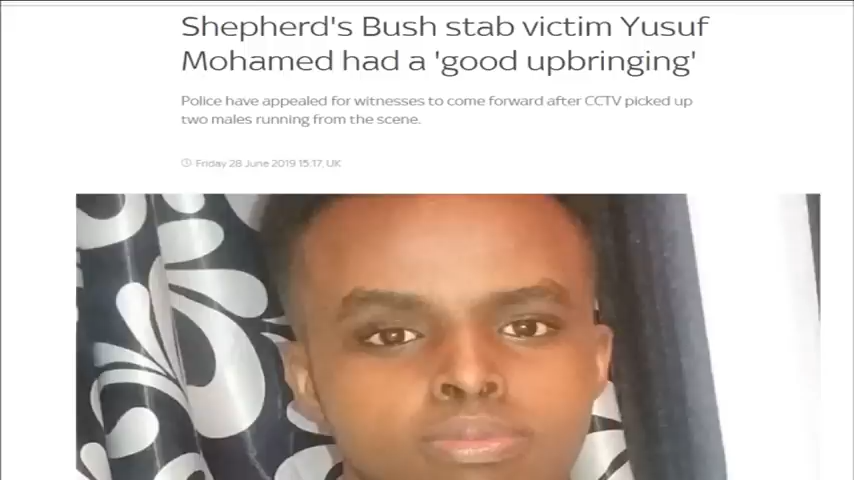 Shepherd's Bush stab victim Yusuf
Mohamed had a 'good upbringing'
Police have appealed for witnesses to come forward after CCTV picked up
two males running from the scene.
Friday 28 June 2019 15:17, UK